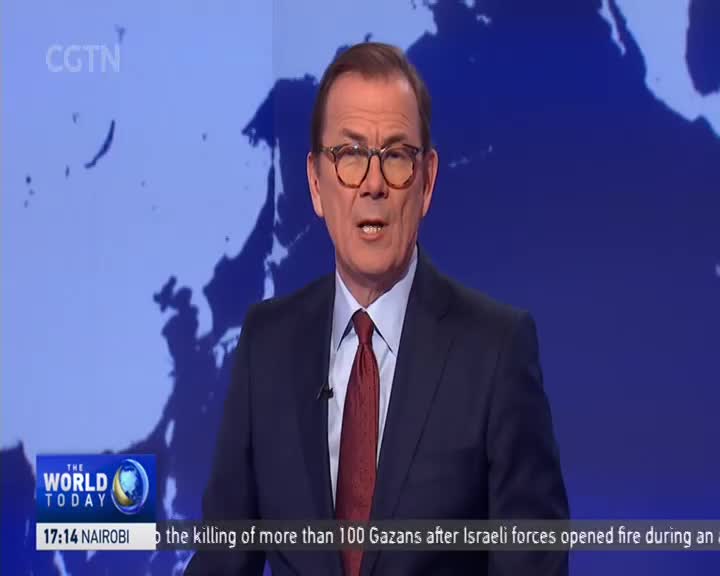 CGTN
THE
WORLD
TODAY
17:14 NAIROBI
the killing of more than 100 Gazans after Israeli forces opened fire during an